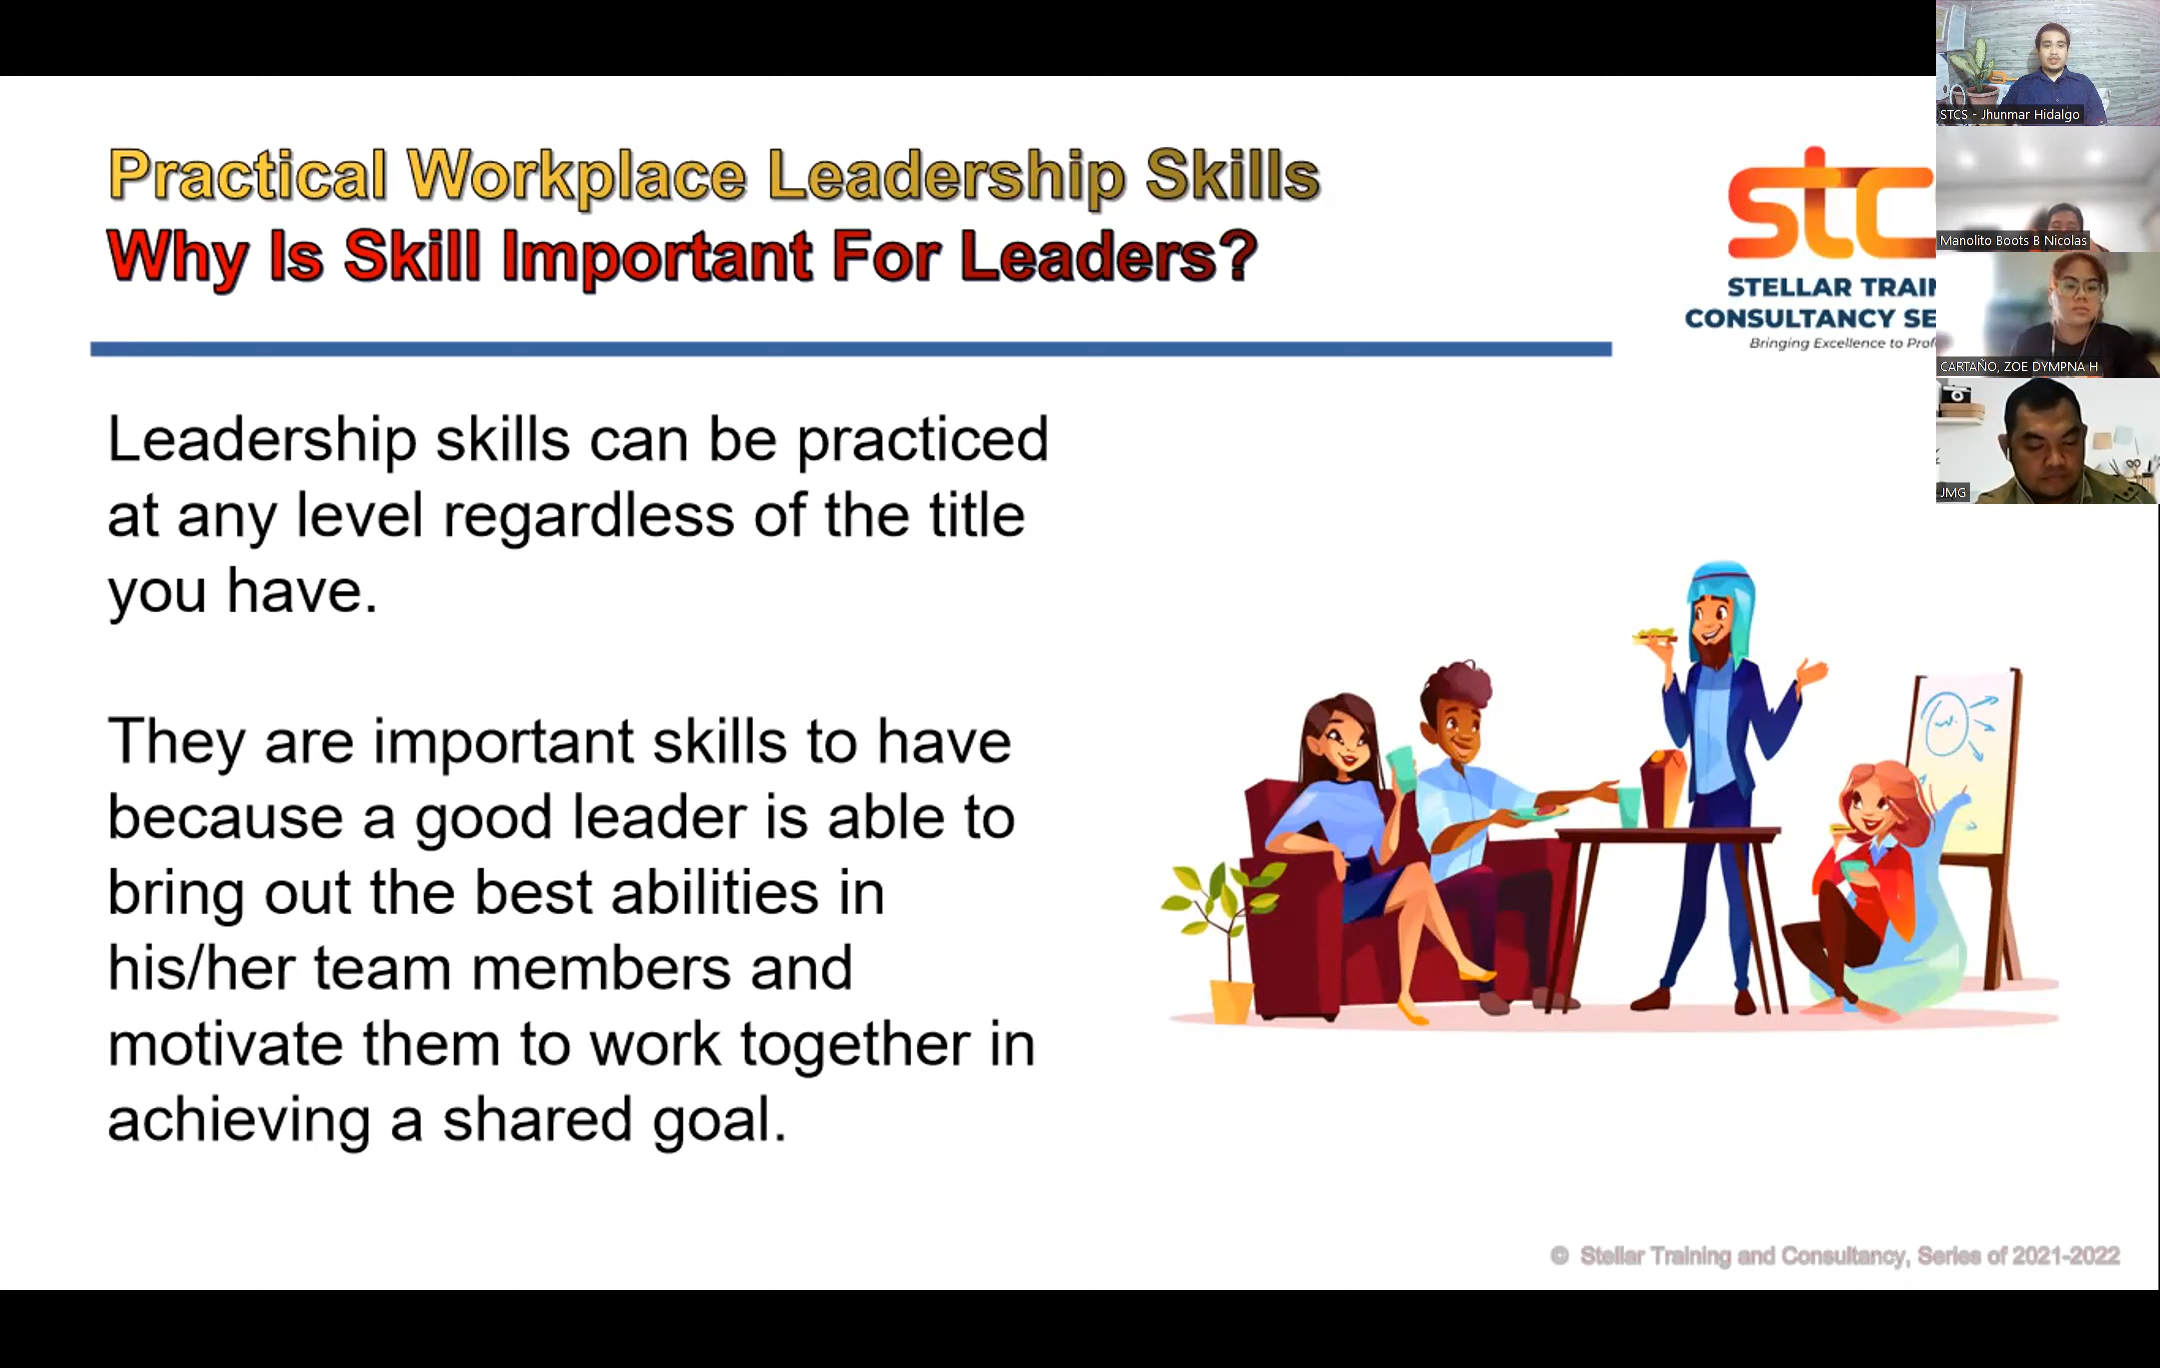 Practical Workplace Leadership Skills
Why Is Skill Important For Leaders?
stc
STELLAR TRAIN
CONSULTANCY SE
Bringing Excellence to Prof
STCS - Jhunmar Hidalgo
Manolito Boots B Nicolas
CARTAÑO, ZOE DYMPNA H
JMG
Leadership skills can be practiced
at any level regardless of the title
you have.
They are important skills to have
because a good leader is able to
bring out the best abilities in
his/her team members and
motivate them to work together in
achieving a shared goal.
© Stellar Training and Consultancy, Series of 2021-2022